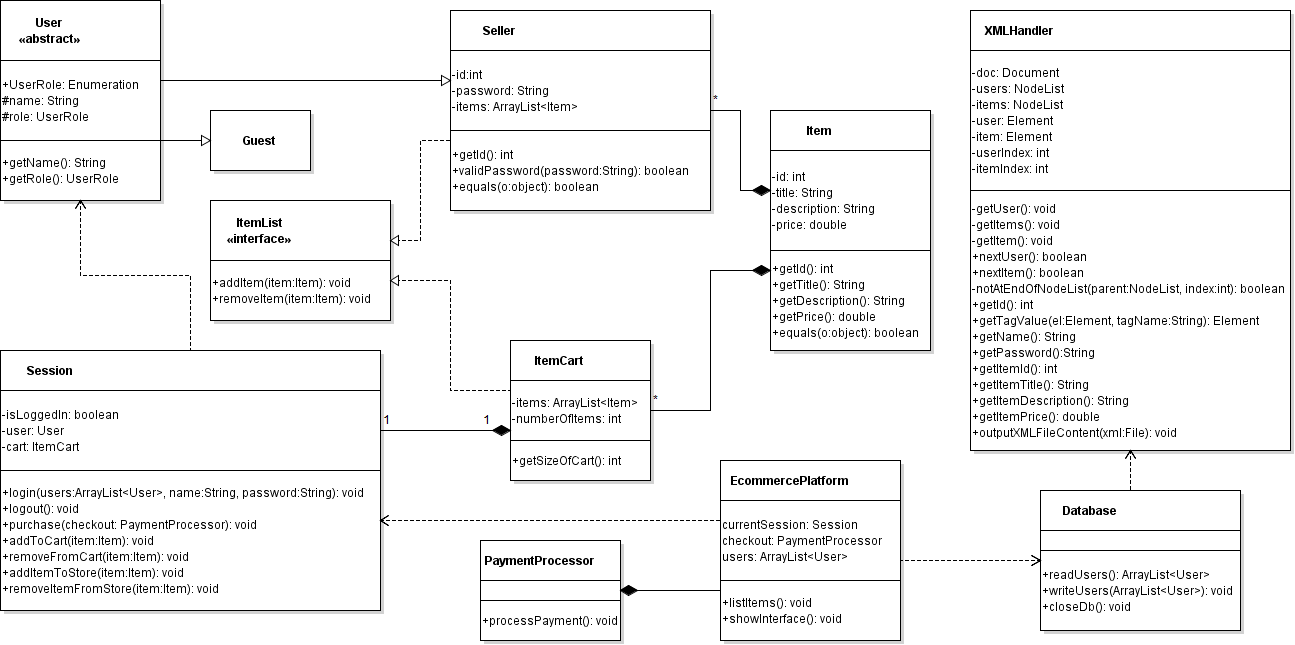 User
«abstract»
+UserRole: Enumeration
#name: String
#role: UserRole
+getName(): String
+getRole(): UserRole
Guest
ItemList
«interface»
+addItem(item:Item): void
+removeItem(item:Item): void
Seller
-id:int
-password: String
-items: ArrayList<Item>
+getId(): int
+validPassword(password:String): boolean
+equals(o:object): boolean
*
Item
-id: int
-title: String
-description: String
-price: double
+getId(): int
+getTitle(): String
+getDescription(): String
+getPrice(): double
+equals(o:object): boolean
XMLHandler
-doc: Document
-users: NodeList
-items: NodeList
-user: Element
-item: Element
-userIndex: int
-itemIndex: int
-getUser(): void
-getItems(): void
-getItem(): void
+nextUser(): boolean
+nextItem(): boolean
-notAtEndOfNodeList(parent:NodeList, index:int): boolean
+getId(): int
+getTagValue(el:Element, tagName:String): Element
+getName(): String
+getPassword():String
+getItemId(): int
+getItemTitle(): String
+getItemDescription(): String
+getItemPrice(): double
+outputXMLFileContent(xml:File): void
Session
-isLoggedIn: boolean
-user: User
-cart: ItemCart
+login(users:ArrayList<User>, name:String, password:String): void
+logout(): void
+purchase(checkout: PaymentProcessor): void
+addToCart(item:Item): void
+removeFromCart(item:Item): void
+addItemToStore(item:Item): void
+removeItemFromStore(item:Item): void
1
1
ItemCart
-items: ArrayList<Item>
-numberOfItems: int
+getSizeOfCart(): int
*
PaymentProcessor
+processPayment(): void
EcommercePlatform
currentSession: Session
checkout: PaymentProcessor
users: ArrayList<User>
+listItems(): void
+showInterface(): void
Database
+readUsers(): ArrayList<User>
+writeUsers(ArrayList<User>): void
+closeDb(): void